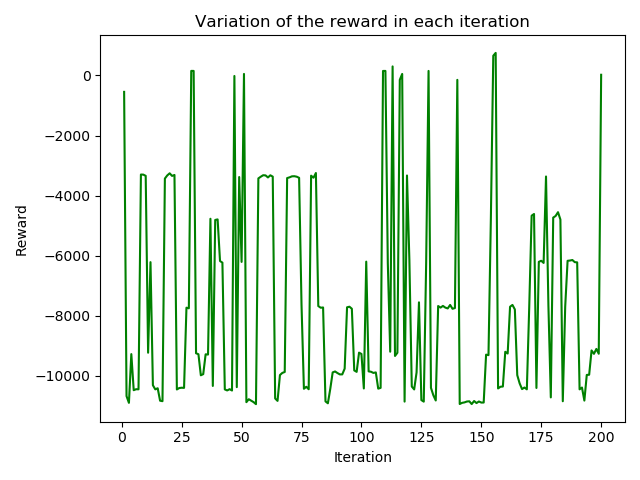 Variation of the reward in each iteration
0
−2000
−4000
−6000
−8000
−10000
Reward
0 25 50 75 100 125 150 175 200
Iteration